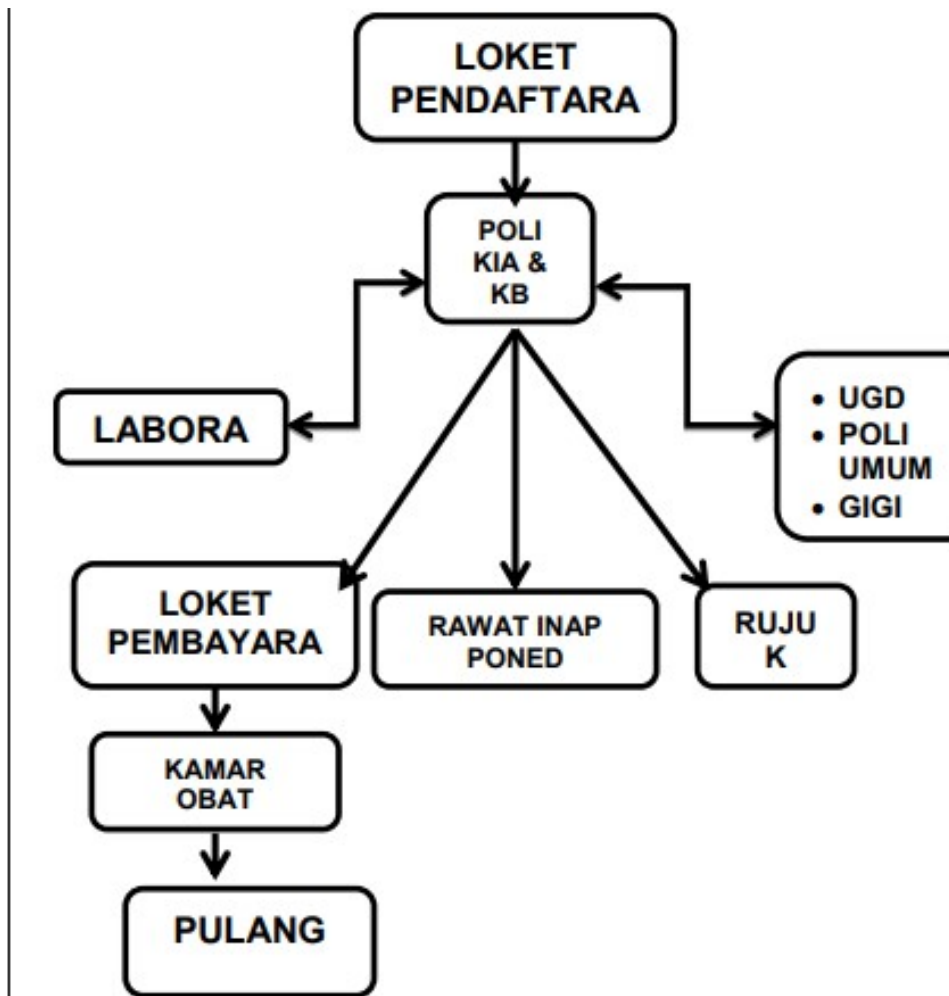 LOKET
PENDAFTARA
POLI
KIA &
KB
LABORA
• UGD
• POLI
UMUM
• GIGI
LOKET
PEMBAYARA
RAWAT INAP
PONED
RUJU
K
KAMAR
OBAT
PULANG